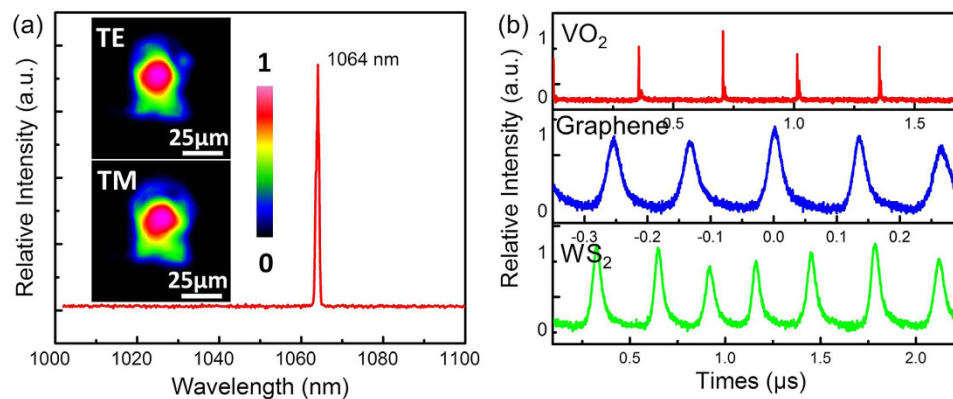 (a)
Relative Intensity (a.u.)
TE
25μm
TM
25μm
1
0
1064 nm
1000 1020 1040 1060 1080 1100
Wavelength (nm)
(b)
Relative Intensity (a.u.)
VO₂
1
0
0.5 1.0 1.5
Graphene
1
0
-0.3 -0.2 -0.1 0.0 0.1 0.2
WS₂
1
0
0.5 1.0 1.5 2.0
Times (μs)